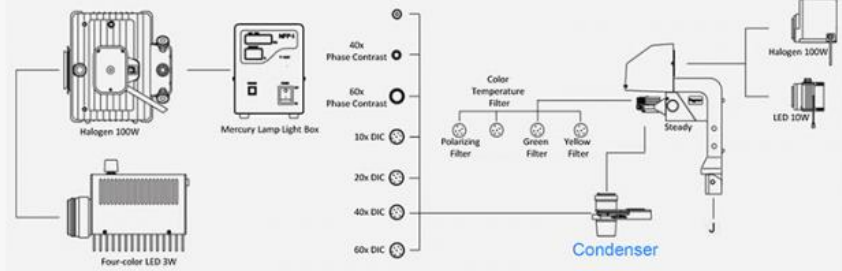 Halogen 100W
NFP-1
Mercury Lamp Light Box
Four-color LED 3W
40x
Phase Contrast
60x
Phase Contrast
10x DIC
20x DIC
40x DIC
60x DIC
Color
Temperature
Filter
Polarizing
Filter
Green
Filter
Yellow
Filter
Steady
Condenser
Halogen 100W
LED 10W
J